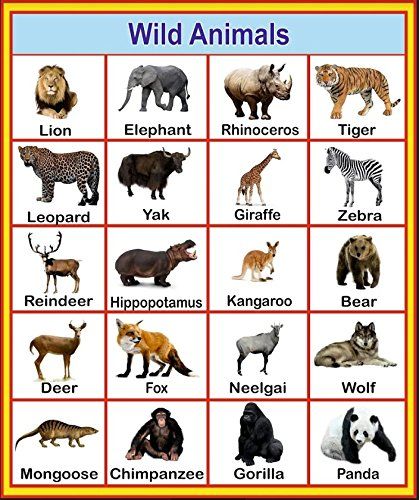 Wild Animals
Lion Elephant Rhinoceros Tiger
Leopard Yak Giraffe Zebra
Reindeer Hippopotamus Kangaroo Bear
Deer Fox Neelgai Wolf
Mongoose Chimpanzee Gorilla Panda